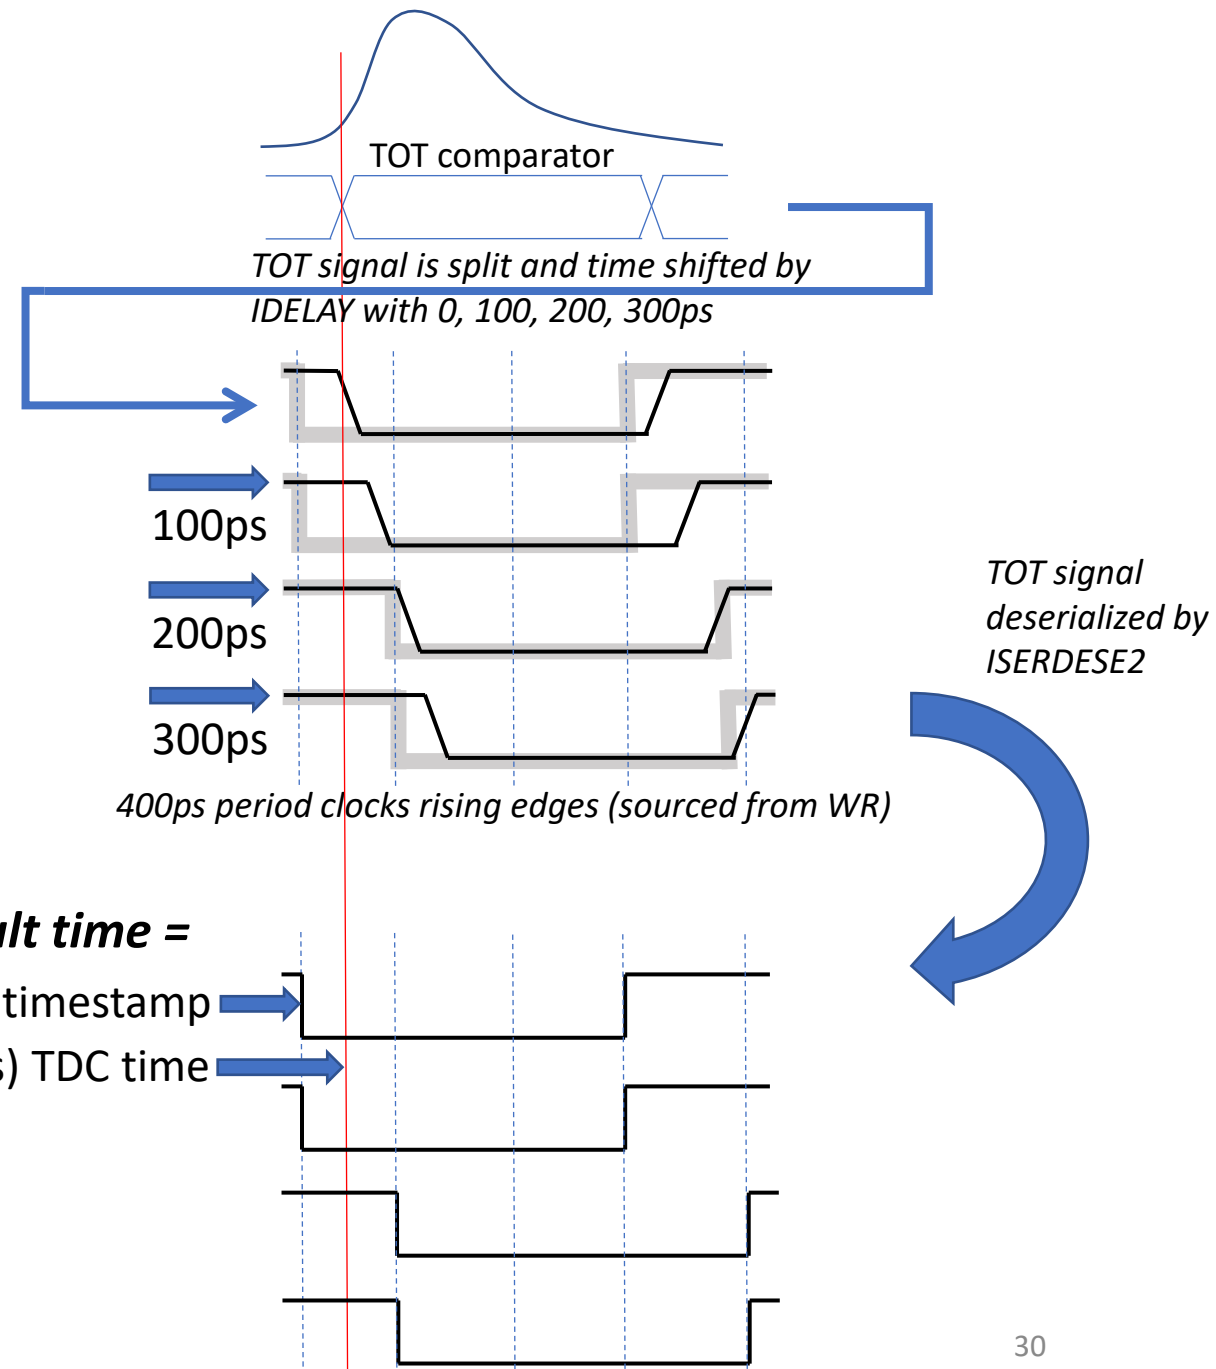 TOT comparator
TOT signal is split and time shifted by
IDELAY with 0, 100, 200, 300ps
100ps
200ps
300ps
TOT signal
deserialized by
ISERDESE2
400ps period clocks rising edges (sourced from WR)
time =
timestamp
TDC time
30